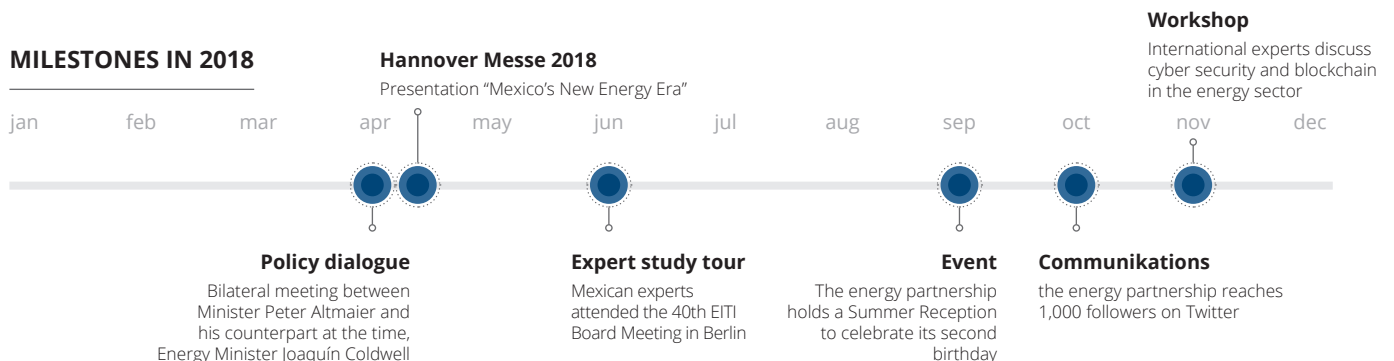 MILESTONES IN 2018
Hannover Messe 2018
Presentation “Mexico’s New Energy Era”
Workshop
International experts discuss
cyber security and blockchain
in the energy sector
jan feb mar apr may jun jul aug sep oct nov dec
Policy dialogue
Bilateral meeting between
Minister Peter Altmaier and
his counterpart at the time,
Energy Minister Joaquín Coldwell
Expert study tour
Mexican experts
attended the 40th EITI
Board Meeting in Berlin
Event
The energy partnership
holds a Summer Reception
to celebrate its second
birthday
Communikations
the energy partnership reaches
1,000 followers on Twitter